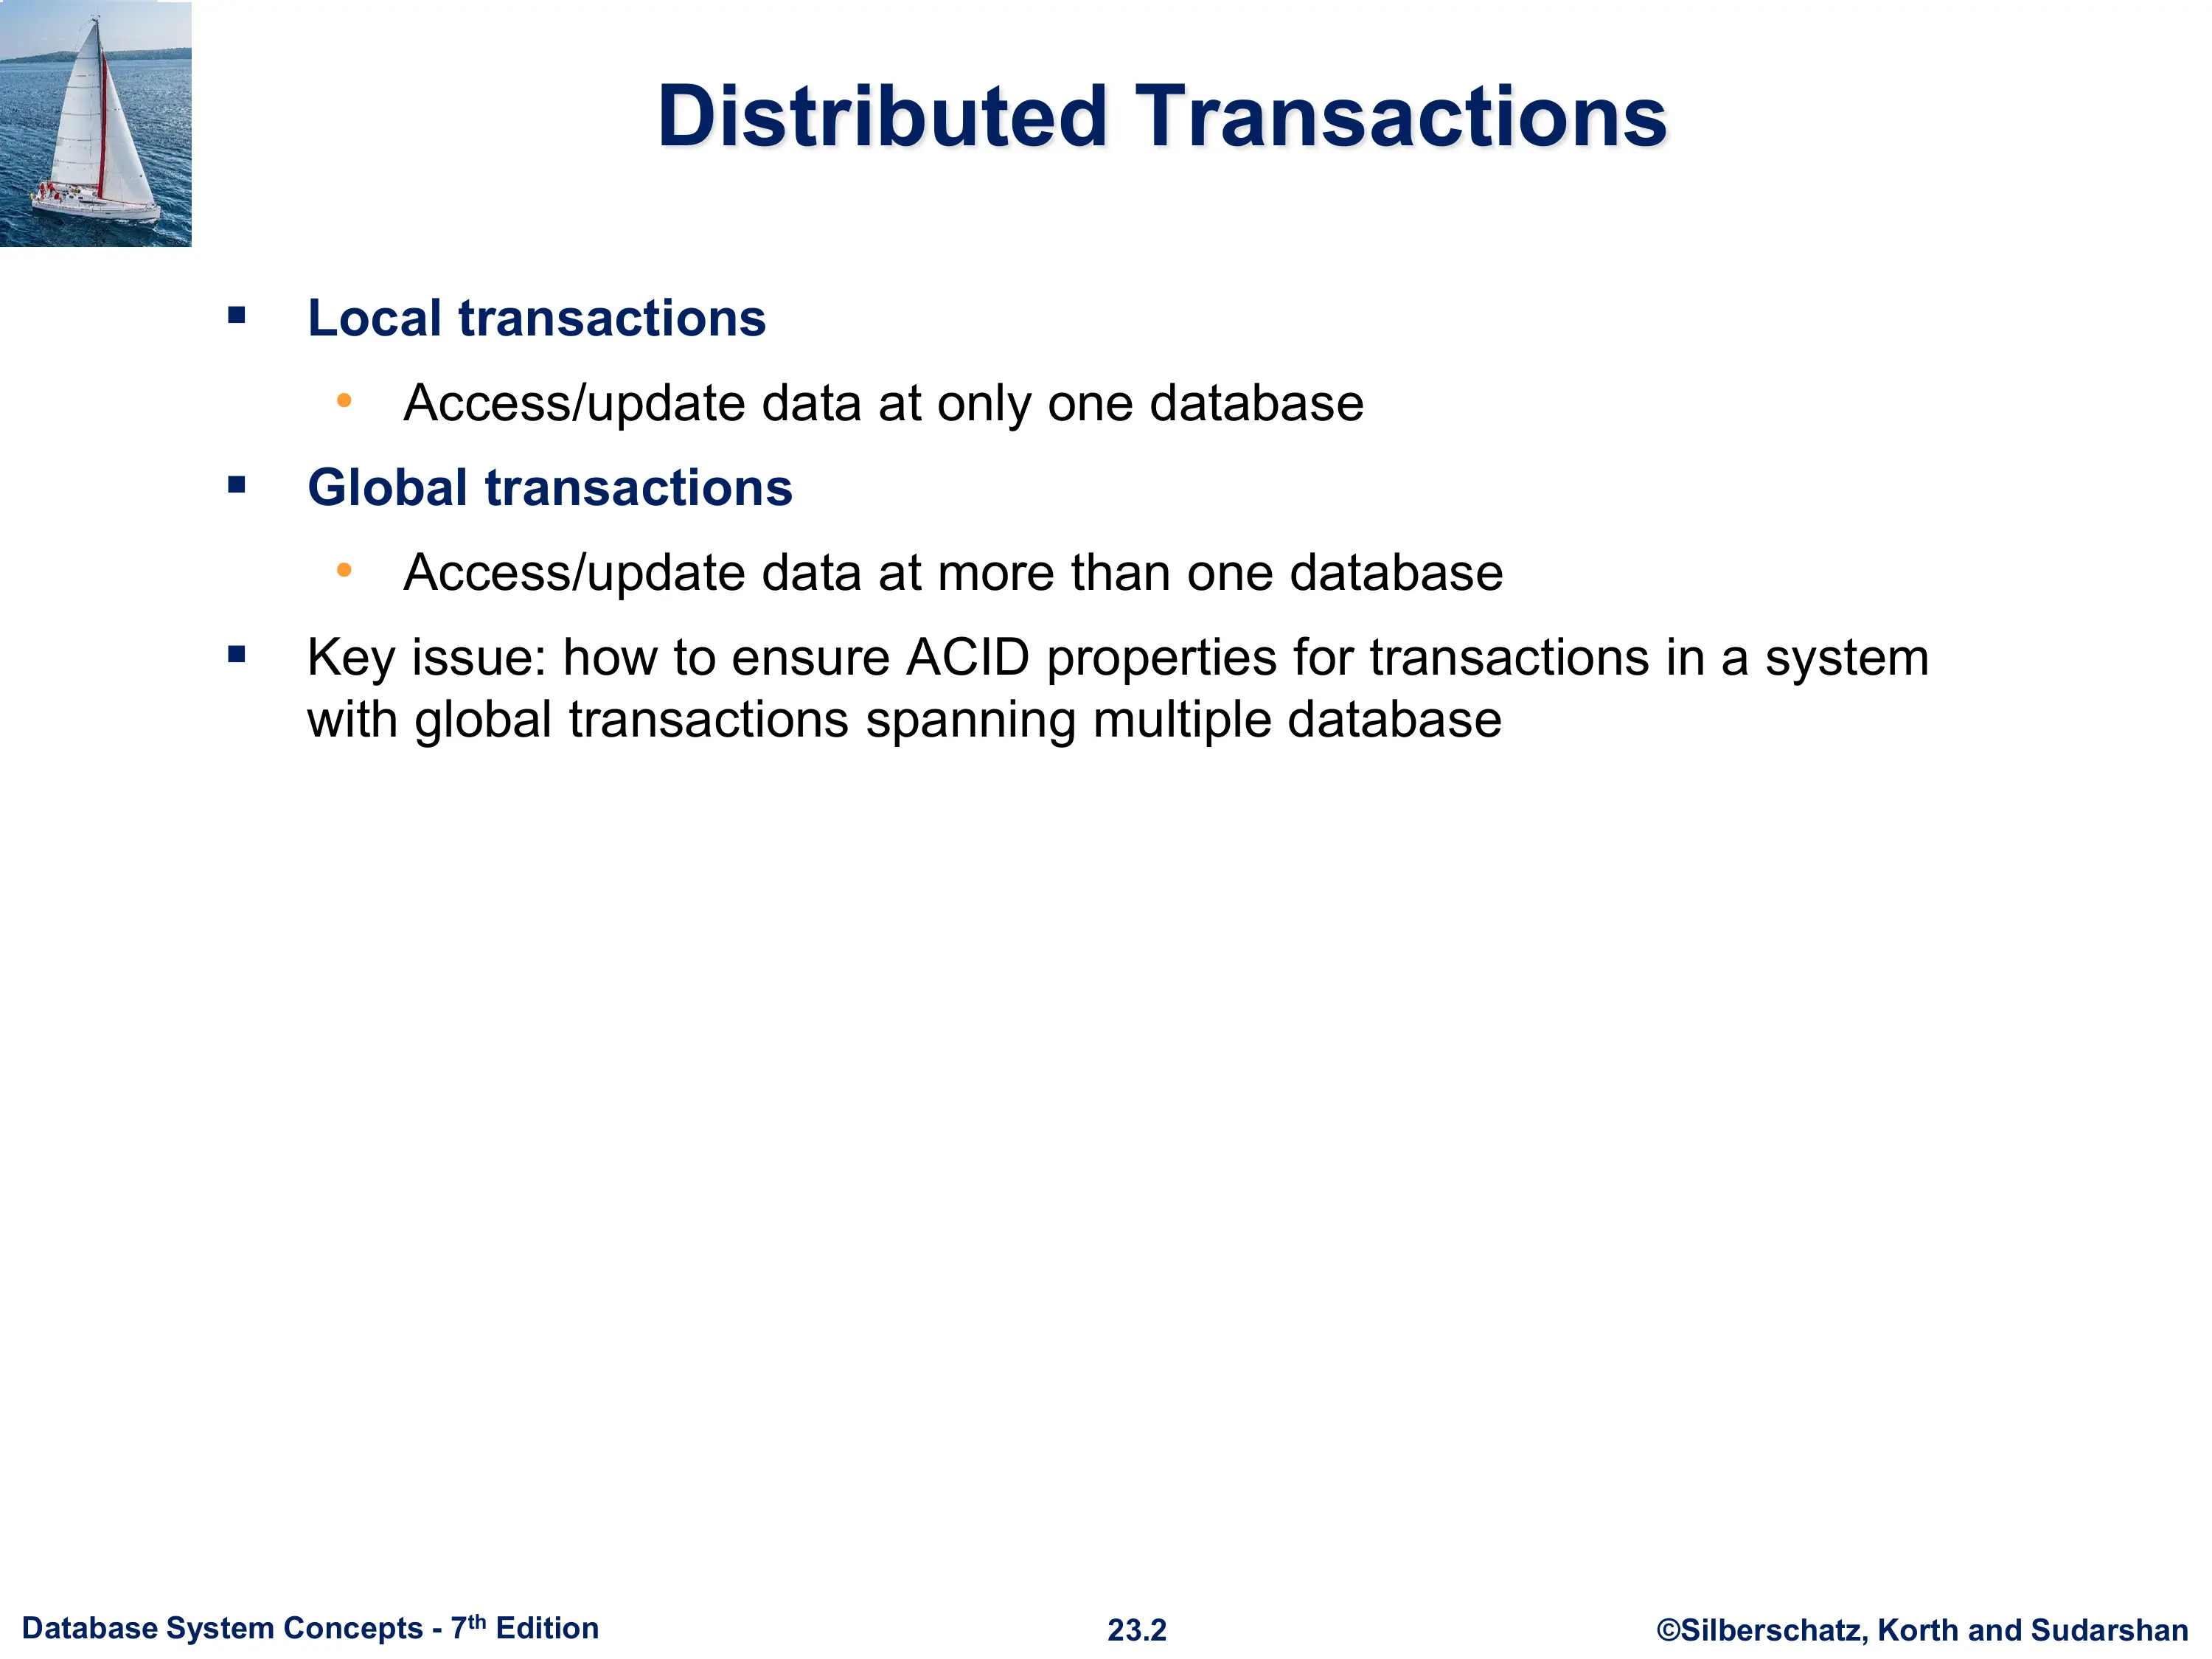 Distributed Transactions
▪ Local transactions
• Access/update data at only one database
▪ Global transactions
• Access/update data at more than one database
▪ Key issue: how to ensure ACID properties for transactions in a system
with global transactions spanning multiple database
Database System Concepts - 7th Edition
23.2
©Silberschatz, Korth and Sudarshan